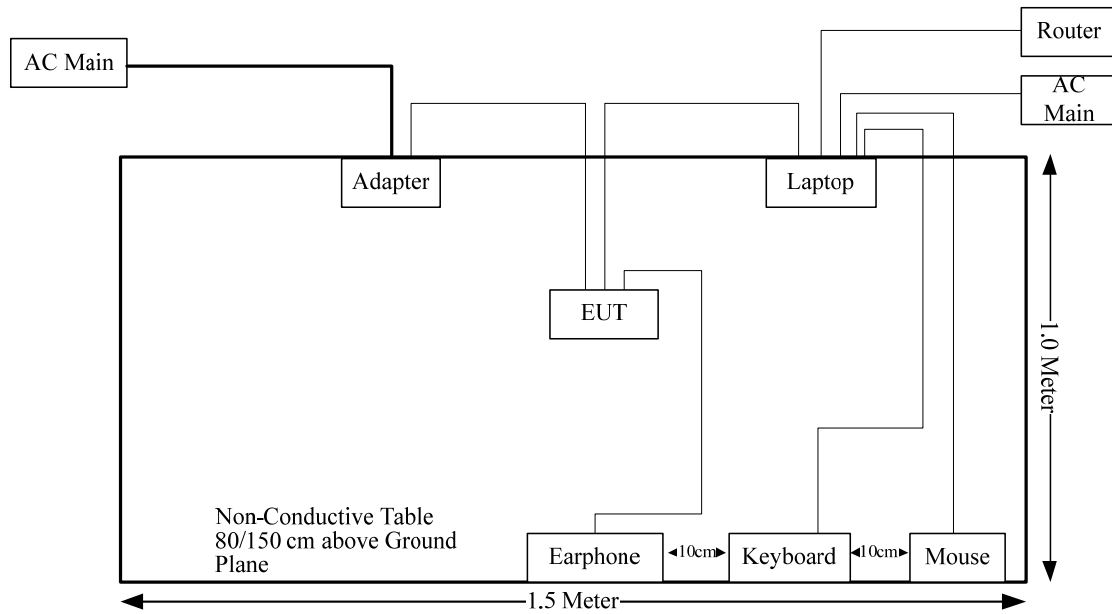 Router
AC Main
AC
Main
Adapter
Laptop
EUT
1.0 Meter
Non-Conductive Table
80/150 cm above Ground
Plane
Earphone
10cm
Keyboard
10cm
Mouse
1.5 Meter